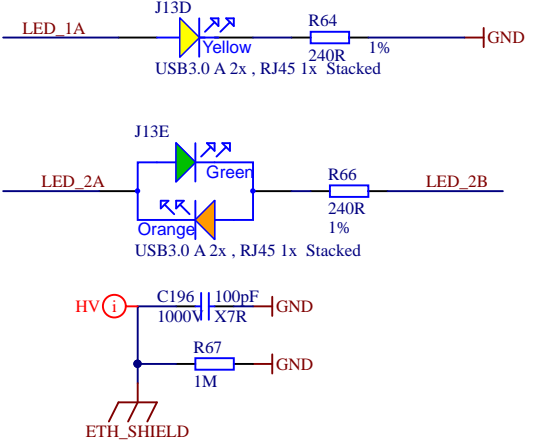 J13D
LED_1A
Yellow
R64
240R
1%
GND
USB3.0 A 2x , RJ45 1x  Stacked
J13E
Green
LED_2A
R66
LED_2B
240R
1%
Orange
USB3.0 A 2x , RJ45 1x  Stacked
HV
i
C196
100pF
1000V
X7R
GND
R67
GND
1M
ETH_SHIELD